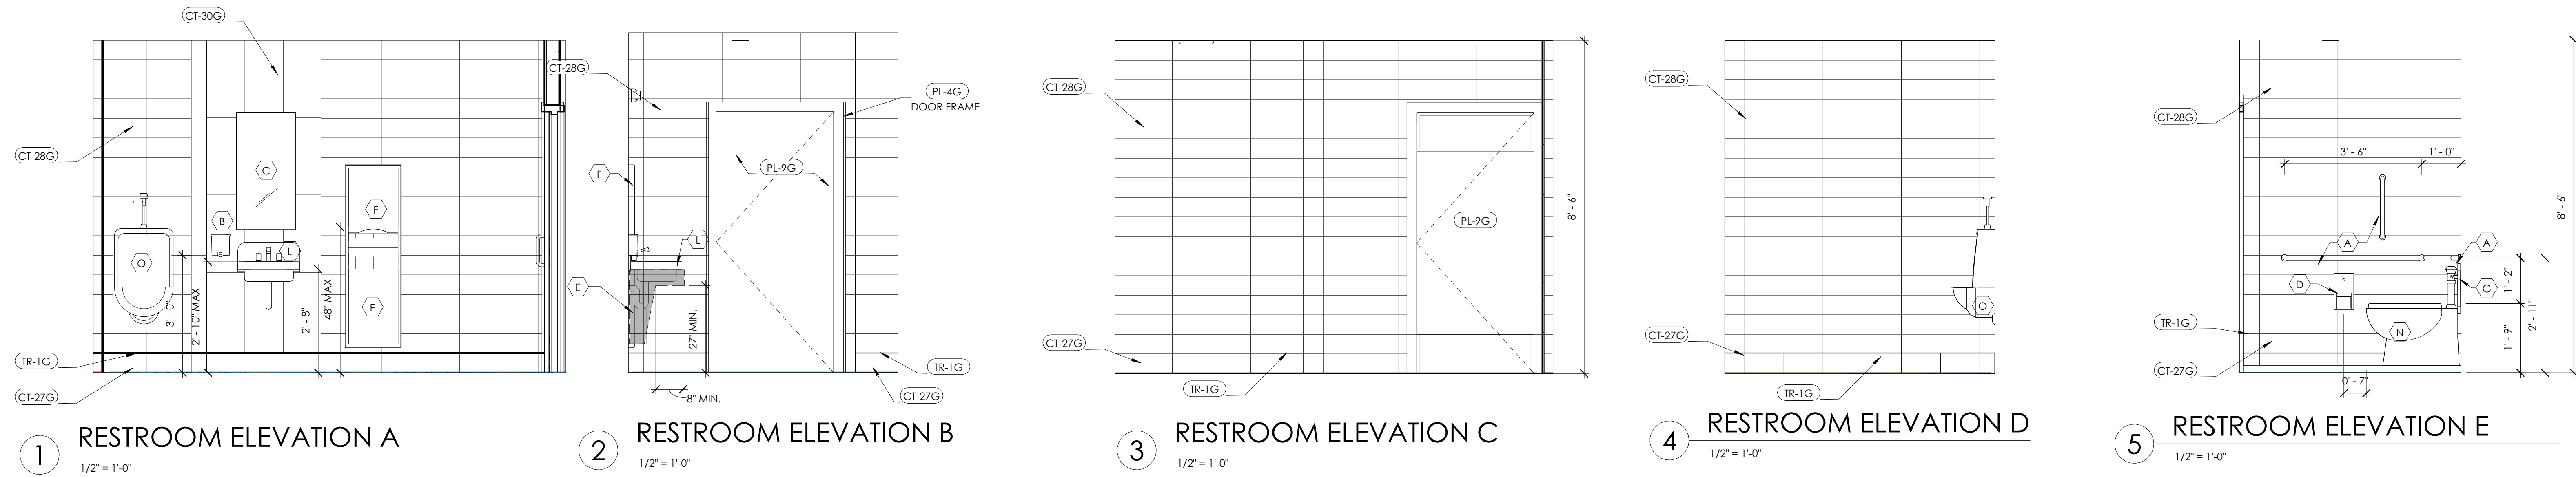 CT-30G
CT-28G
C
F
B
L
O
E
3' - 0"
2' - 10" MAX
2' - 8"
48" MAX
TR-1G
CT-27G
1
RESTROOM ELEVATION A
1/2" = 1'-0"
CT-28G
PL-4G
DOOR FRAME
PL-9G
F
L
E
27" MIN.
8" MIN.
TR-1G
CT-27G
2
RESTROOM ELEVATION B
1/2" = 1'-0"
CT-28G
PL-9G
8' - 6"
CT-27G
TR-1G
3
RESTROOM ELEVATION C
1/2" = 1'-0"
CT-28G
O
CT-27G
TR-1G
4
RESTROOM ELEVATION D
1/2" = 1'-0"
CT-28G
3' - 6"
1' - 0"
8' - 6"
A
A
D
G
N
1' - 2"
2' - 11"
1' - 9"
TR-1G
CT-27G
0' - 7"
5
RESTROOM ELEVATION E
1/2" = 1'-0"